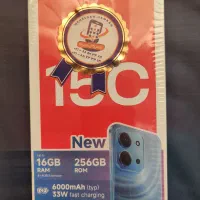 15C
New
16GB
256GB
RAM
ROM
6000mAh (typ)
33W fast charging